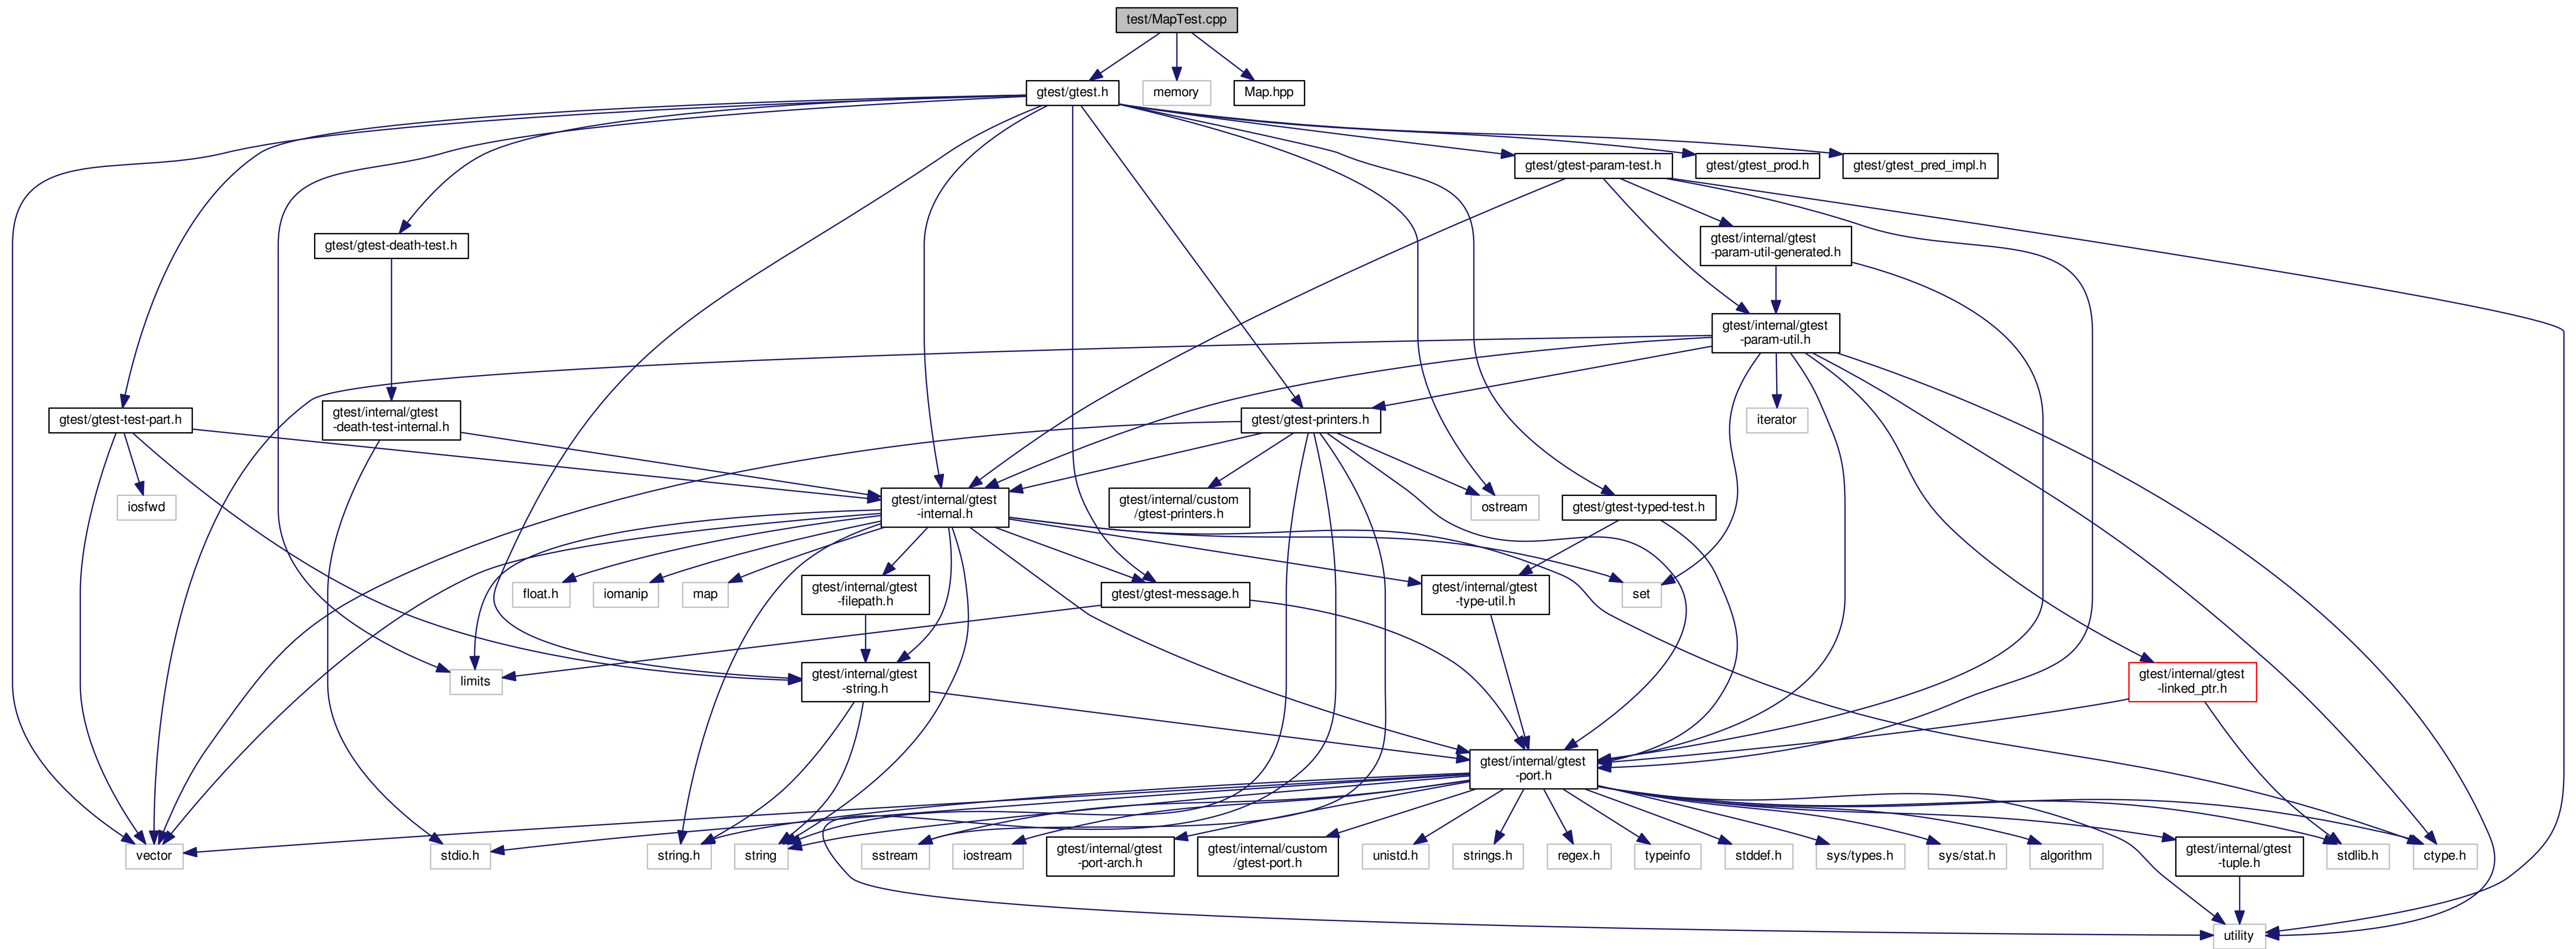 test/MapTest.cpp
gtest/gtest.h
memory
Map.hpp
gtest/gtest-param-test.h
gtest/gtest_prod.h
gtest/gtest_pred_impl.h
gtest/gtest-death-test.h
gtest/internal/gtest
-param-util-generated.h
gtest/internal/gtest
-param-util.h
gtest/gtest-test-part.h
gtest/internal/gtest
-death-test-internal.h
gtest/gtest-printers.h
iterator
iosfwd
gtest/internal/gtest
-internal.h
gtest/internal/custom
/gtest-printers.h
ostream
gtest/gtest-typed-test.h
float.h
iomanip
map
gtest/internal/gtest
-filepath.h
gtest/gtest-message.h
gtest/internal/gtest
-type-util.h
set
limits
gtest/internal/gtest
-string.h
gtest/internal/gtest
-linked_ptr.h
gtest/internal/gtest
-port.h
vector
stdio.h
string.h
string
sstream
iostream
gtest/internal/gtest
-port-arch.h
gtest/internal/custom
/gtest-port.h
unistd.h
strings.h
regex.h
typeinfo
stddef.h
sys/types.h
sys/stat.h
algorithm
gtest/internal/gtest
-tuple.h
stdlib.h
ctype.h
utility